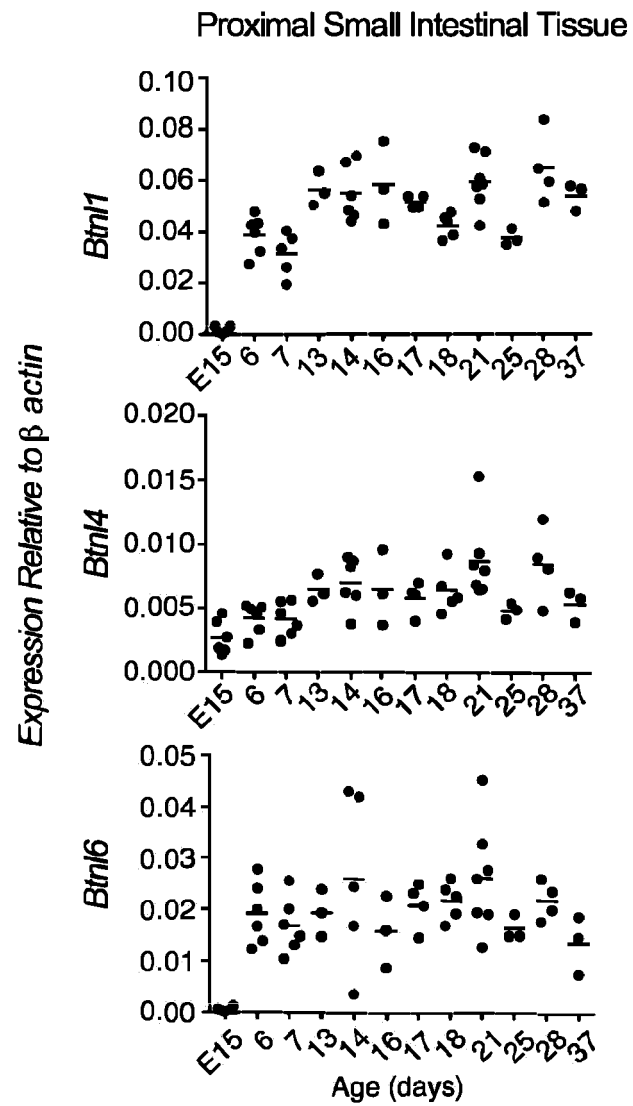 Proximal Small Intestinal Tissue
Expression Relative to β actin
Btnl1
0.10
0.08
0.06
0.04
0.02
0.00
E15 6 7 13 14 16 17 18 21 25 28 37
Btnl4
0.020
0.015
0.010
0.005
0.000
E15 6 7 13 14 16 17 18 21 25 28 37
Btnl6
0.05
0.04
0.03
0.02
0.01
0.00
E15 6 7 13 14 16 17 18 21 25 28 37
Age (days)